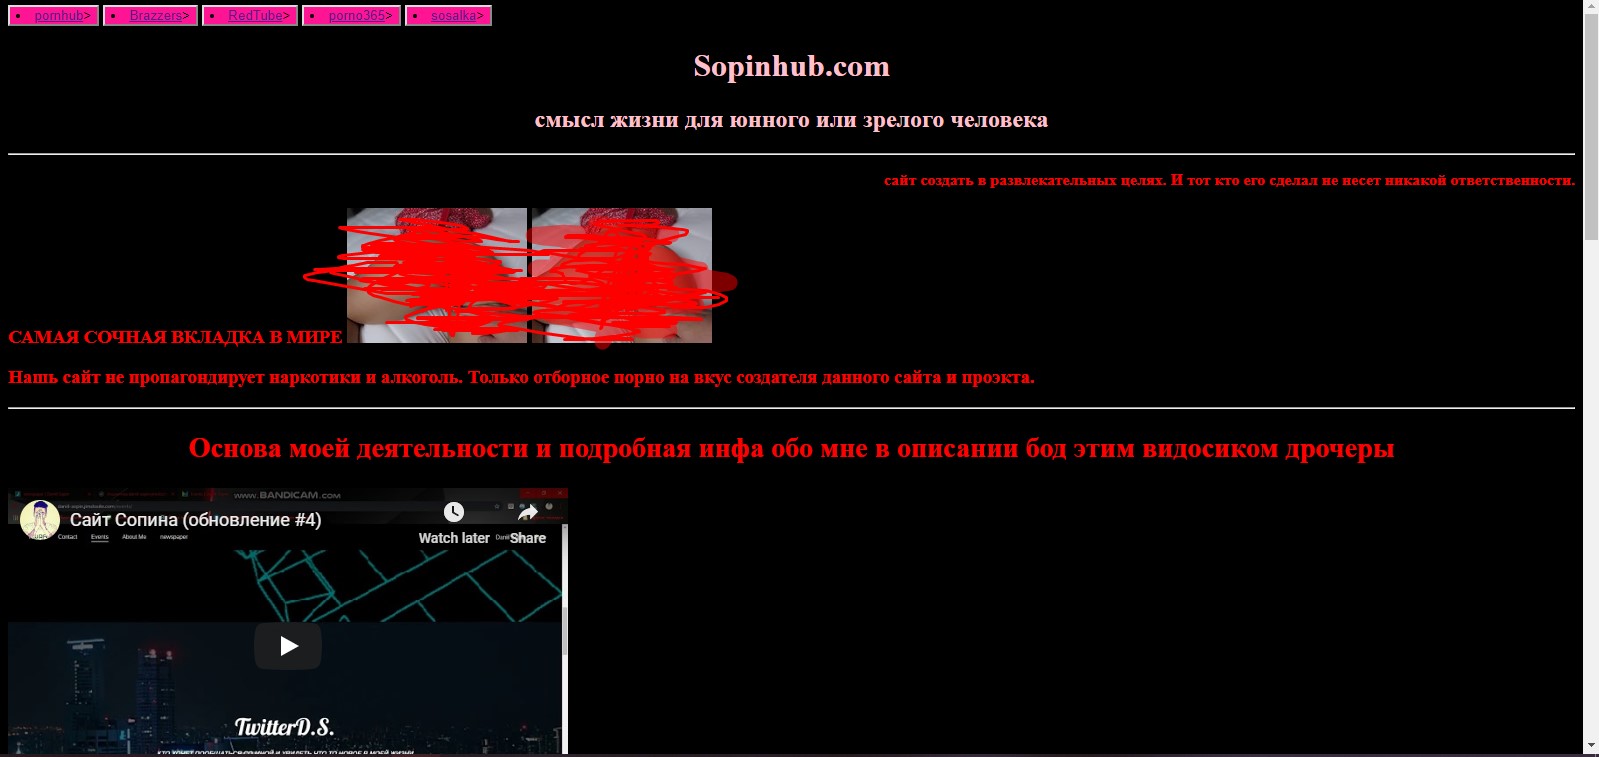 pornhub> Brazzers> RedTube> porno365> sosalka>
Sopinhub.com
смысл жизни для юнного или зрелого человека
сайт создать в развлекательных целях. И тот кто его сделал не несет никакой ответственности.
САМАЯ СОЧНАЯ ВКЛАДКА В МИРЕ
Нашь сайт не пропагондирует наркотики и алкоголь. Только отборное порно на вкус создателя данного сайта и проэкта.
Основа моей деятельности и подробная инфа обо мне в описании бод этим видосиком дрочеры
www.BANDICAM.com
Сайт Сопина (обновление #4)
Watch later Share
Contact Events About Me newspaper
TwitterD.S.